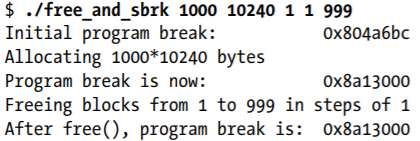 $ ./free_and_sbrk 1000 10240 1 1 999
Initial program break:          0x804a6bc
Allocating 1000*10240 bytes
Program break is now:           0x8a13000
Freeing blocks from 1 to 999 in steps of 1
After free(), program break is: 0x8a13000